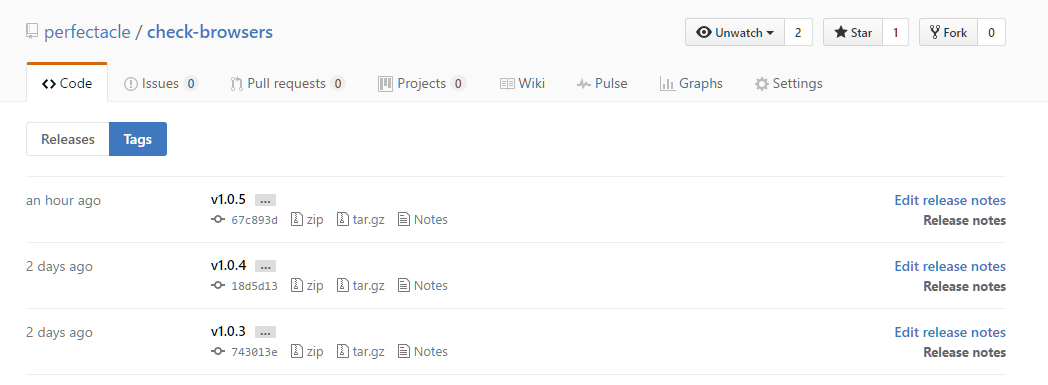 perfectacle / check-browsers
Unwatch 2 Star 1 Fork 0
Code Issues 0 Pull requests 0 Projects 0 Wiki Pulse Graphs Settings
Releases Tags
an hour ago v1.0.5 ... Edit release notes
67c893d zip tar.gz Notes Release notes
2 days ago v1.0.4 ... Edit release notes
18d5d13 zip tar.gz Notes Release notes
2 days ago v1.0.3 ... Edit release notes
743013e zip tar.gz Notes Release notes